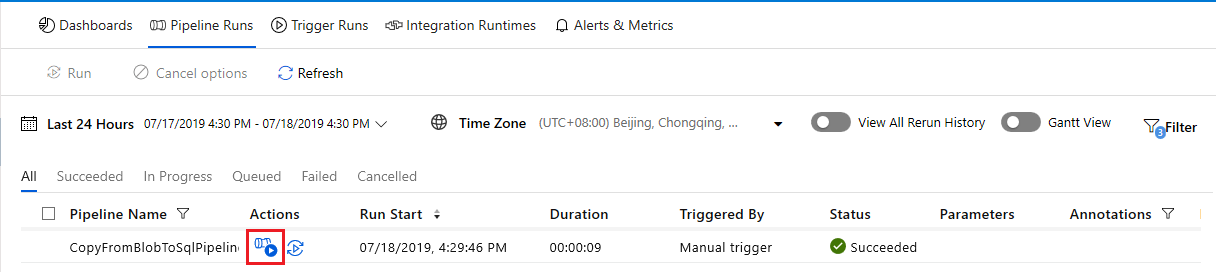 Dashboards Pipeline Runs Trigger Runs Integration Runtimes Alerts & Metrics
Run Cancel options Refresh
Last 24 Hours 07/17/2019 4:30 PM - 07/18/2019 4:30 PM Time Zone (UTC+08:00) Beijing, Chongqing, ... View All Rerun History Gantt View 3 Filter
All Succeeded In Progress Queued Failed Cancelled
Pipeline Name Actions Run Start Duration Triggered By Status Parameters Annotations
CopyFromBlobToSqlPipeline 07/18/2019, 4:29:46 PM 00:00:09 Manual trigger Succeeded